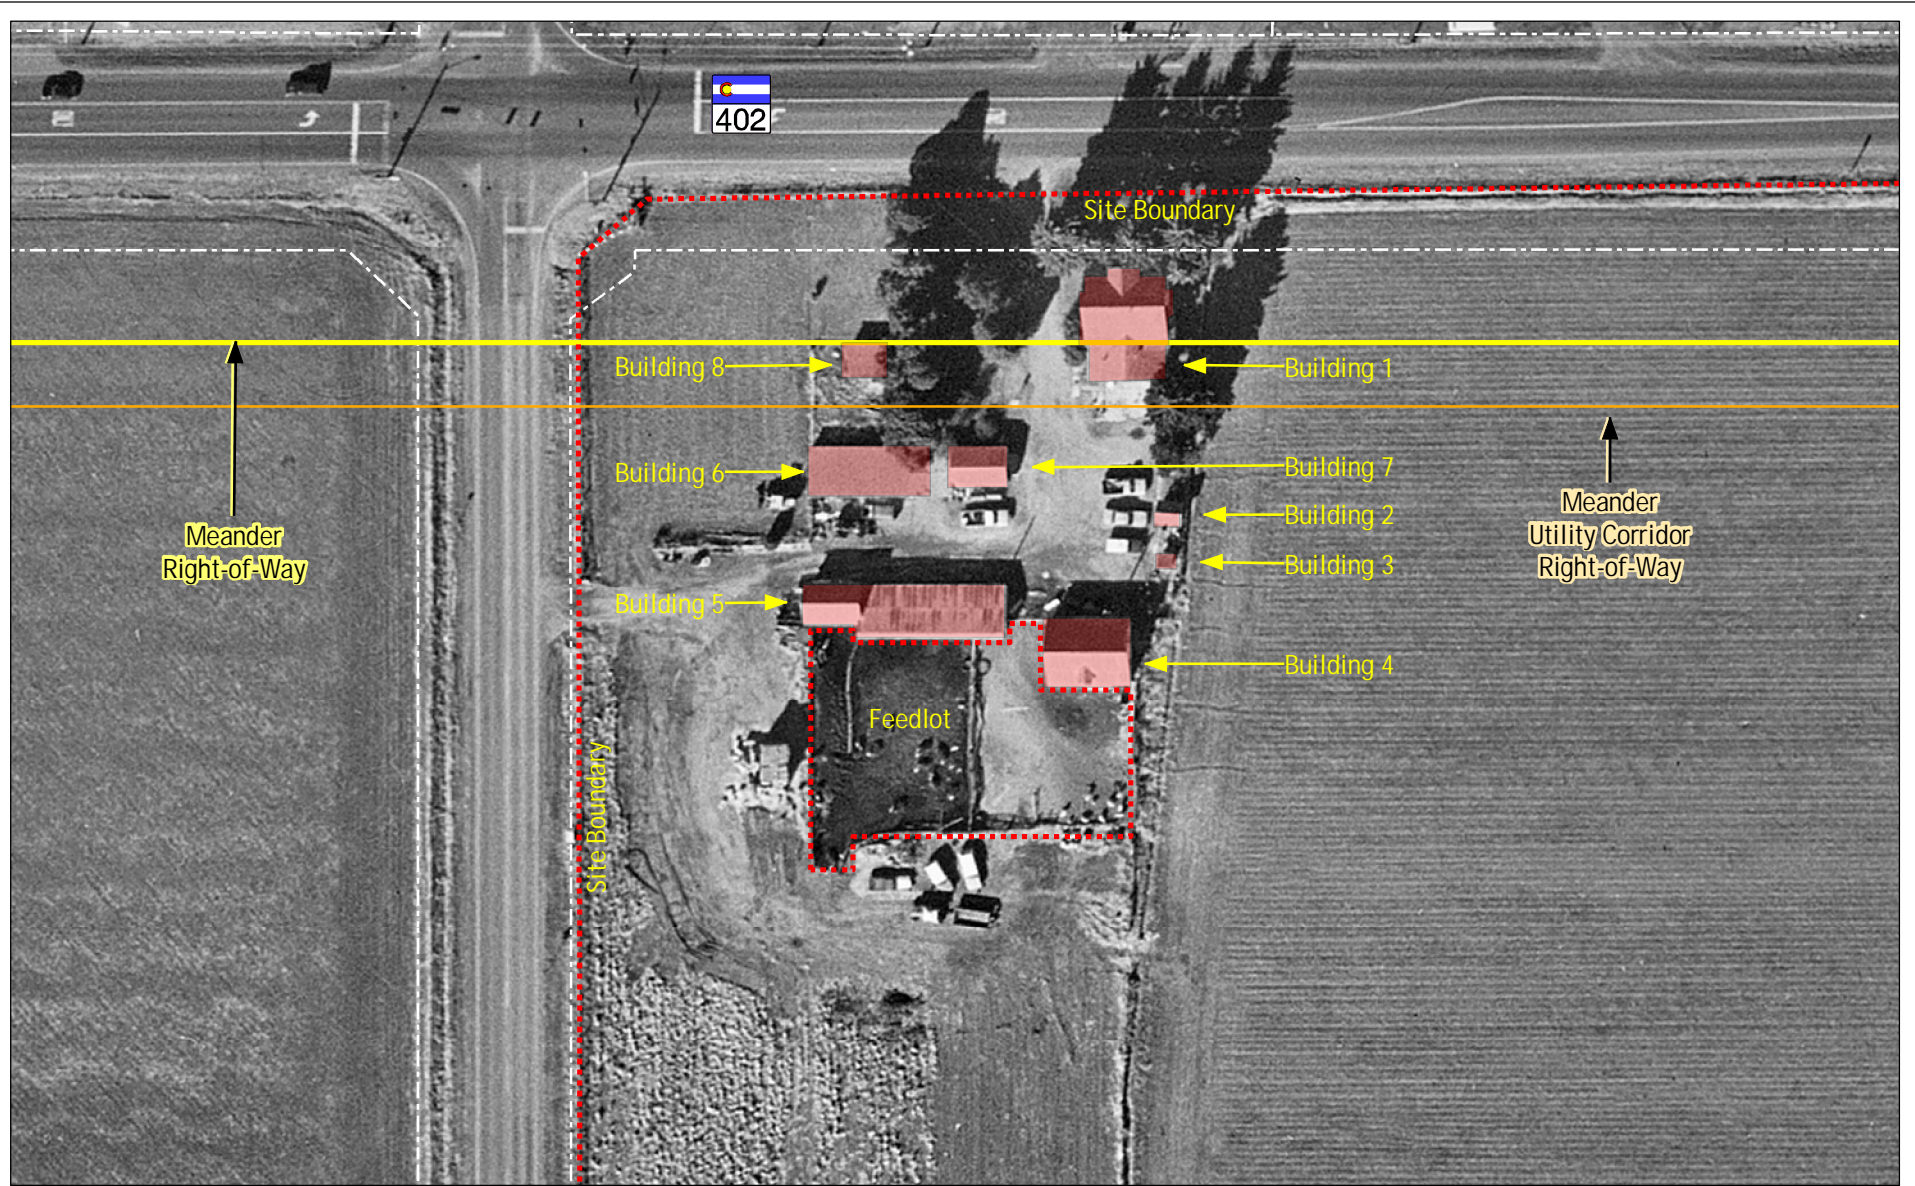 402
Site Boundary
Building 8
Building 1
Building 6
Building 7
Meander
Right-of-Way
Meander
Utility Corridor
Right-of-Way
Building 2
Building 3
Building 5
Building 4
Feedlot
Site Boundary